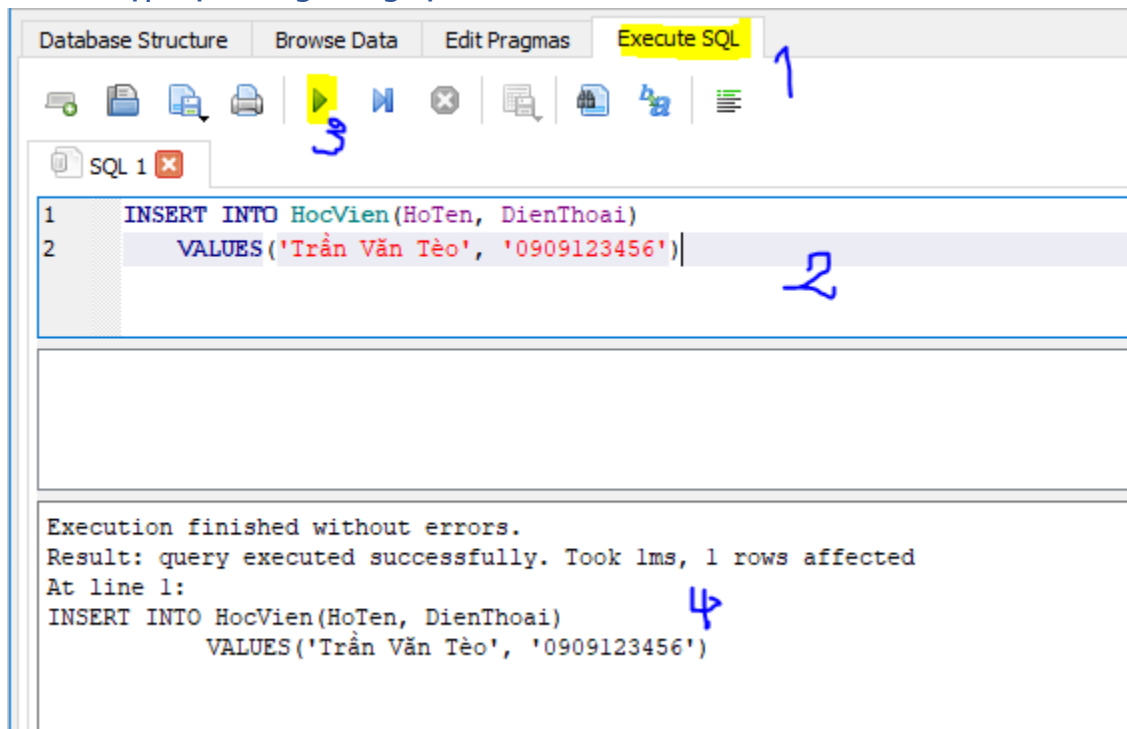 Database Structure Browse Data Edit Pragmas Execute SQL
1
3
SQL 1
1 INSERT INTO HocVien(HoTen, DienThoai)
2 VALUES('Trần Văn Tèo', '0909123456')
2
Execution finished without errors.
Result: query executed successfully. Took 1ms, 1 rows affected
At line 1:
INSERT INTO HocVien(HoTen, DienThoai)
4
VALUES('Trần Văn Tèo', '0909123456')